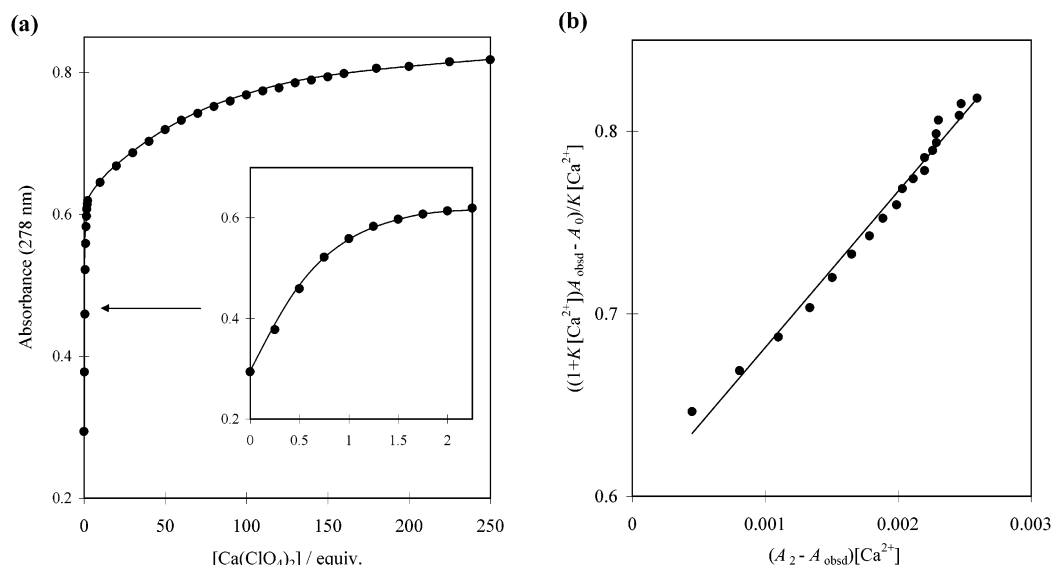 (a)
Absorbance (278 nm)
0.8
0.6
0.4
0.2
0.6
0.4
0.2
0 0.5 1 1.5 2
0 50 100 150 200 250
[Ca(ClO4)2] / equiv.
(b)
((1+K[Ca2+])Aobsd - A0)/K[Ca2+]
0.8
0.7
0.6
0 0.001 0.002 0.003
(A2 - Aobsd)[Ca2+]